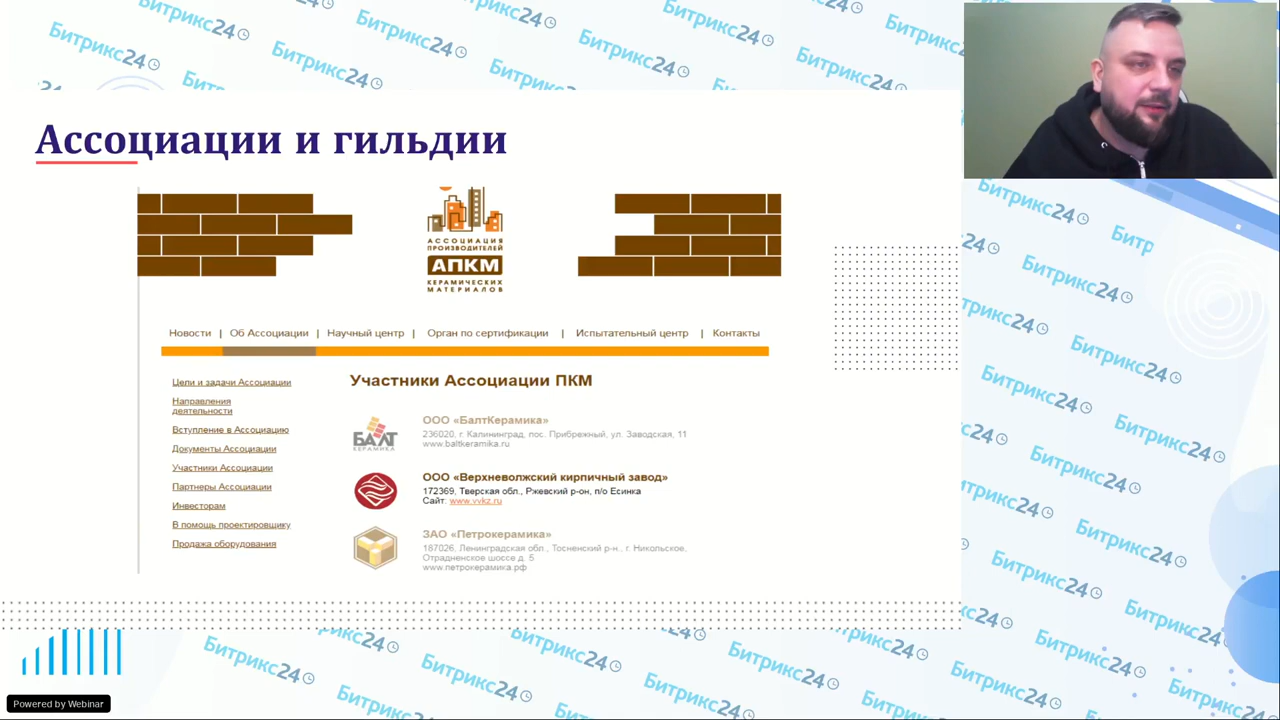 Битрикс24
Ассоциации и гильдии
АССОЦИАЦИЯ
ПРОИЗВОДИТЕЛЕЙ
АПКМ
КЕРАМИЧЕСКИХ
МАТЕРИАЛОВ
Новости | Об Ассоциации | Научный центр | Орган по сертификации | Испытательный центр | Контакты
Цели и задачи Ассоциации
Направления
деятельности
Вступление в Ассоциацию
Документы Ассоциации
Участники Ассоциации
Партнеры Ассоциации
Инвесторам
В помощь проектировщику
Продажа оборудования
Участники Ассоциации ПКМ
БАЛТ
КЕРАМИКА
ООО «БалтКерамика»
236020, г. Калининград, пос. Прибрежный, ул. Заводская, 11
www.baltkeramika.ru
ООО «Верхневолжский кирпичный завод»
172369, Тверская обл., Ржевский р-он, п/о Есинка
Сайт: www.vvkz.ru
ЗАО «Петрокерамика»
187026, Ленинградская обл., Тосненский р-н., г. Никольское,
Отрадненское шоссе д. 5
www.петрокерамика.рф
Powered by Webinar